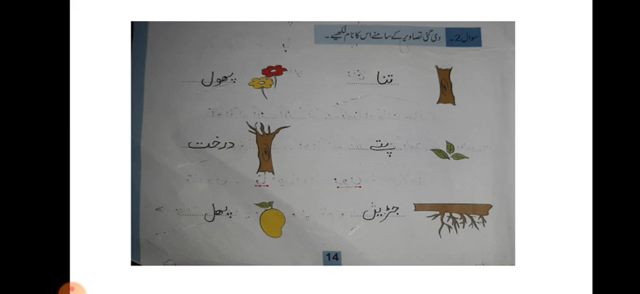 سوال 2۔ دی گئی تصاویر کے سامنے اس کا نام لکھیے۔
تنا پھول
پتے درخت
جڑیں پھل
14